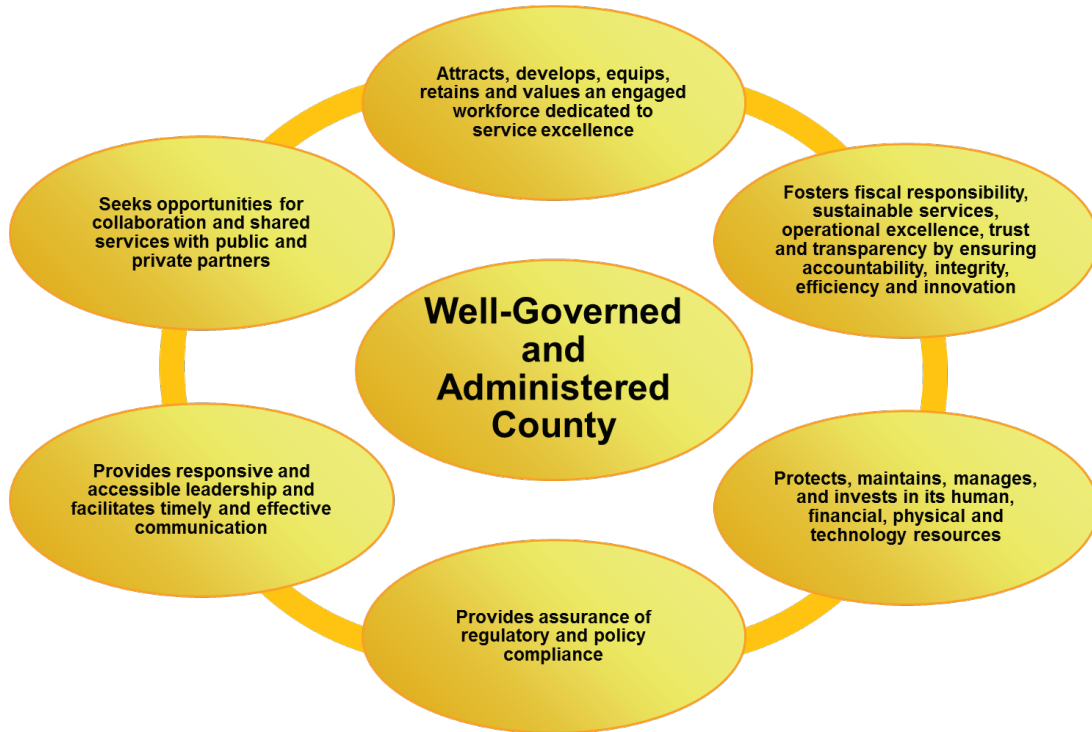 Attracts, develops, equips,
retains and values an engaged
workforce dedicated to
service excellence
Fosters fiscal responsibility,
sustainable services,
operational excellence, trust
and transparency by ensuring
accountability, integrity,
efficiency and innovation
Protects, maintains, manages,
and invests in its human,
financial, physical and
technology resources
Provides assurance of
regulatory and policy
compliance
Provides responsive and
accessible leadership and
facilitates timely and effective
communication
Seeks opportunities for
collaboration and shared
services with public and
private partners
Well-Governed
and
Administered
County